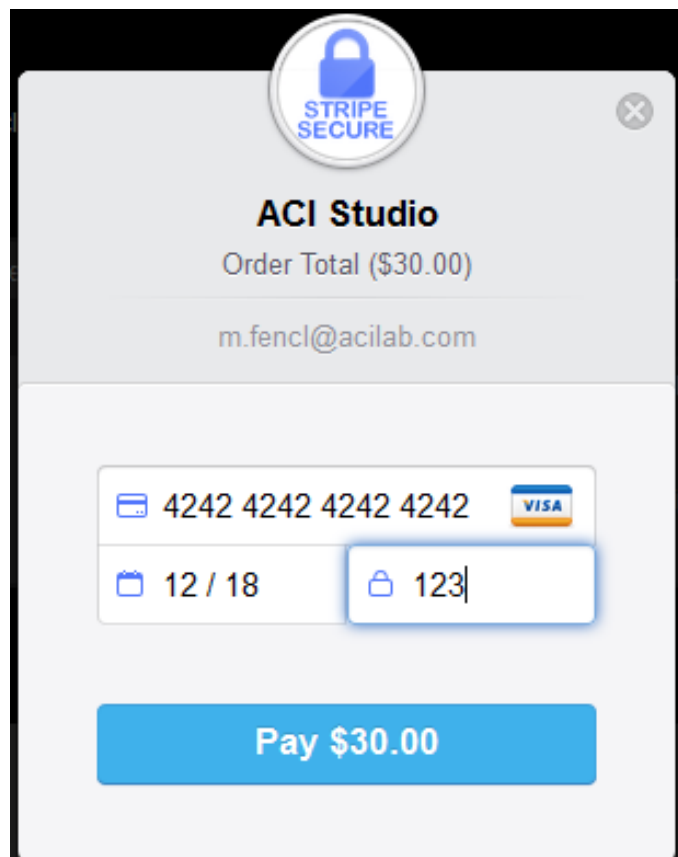 STRIPE
SECURE
ACI Studio
Order Total ($30.00)
m.fencl@acilab.com
4242 4242 4242 4242 VISA
12 / 18 123
Pay $30.00